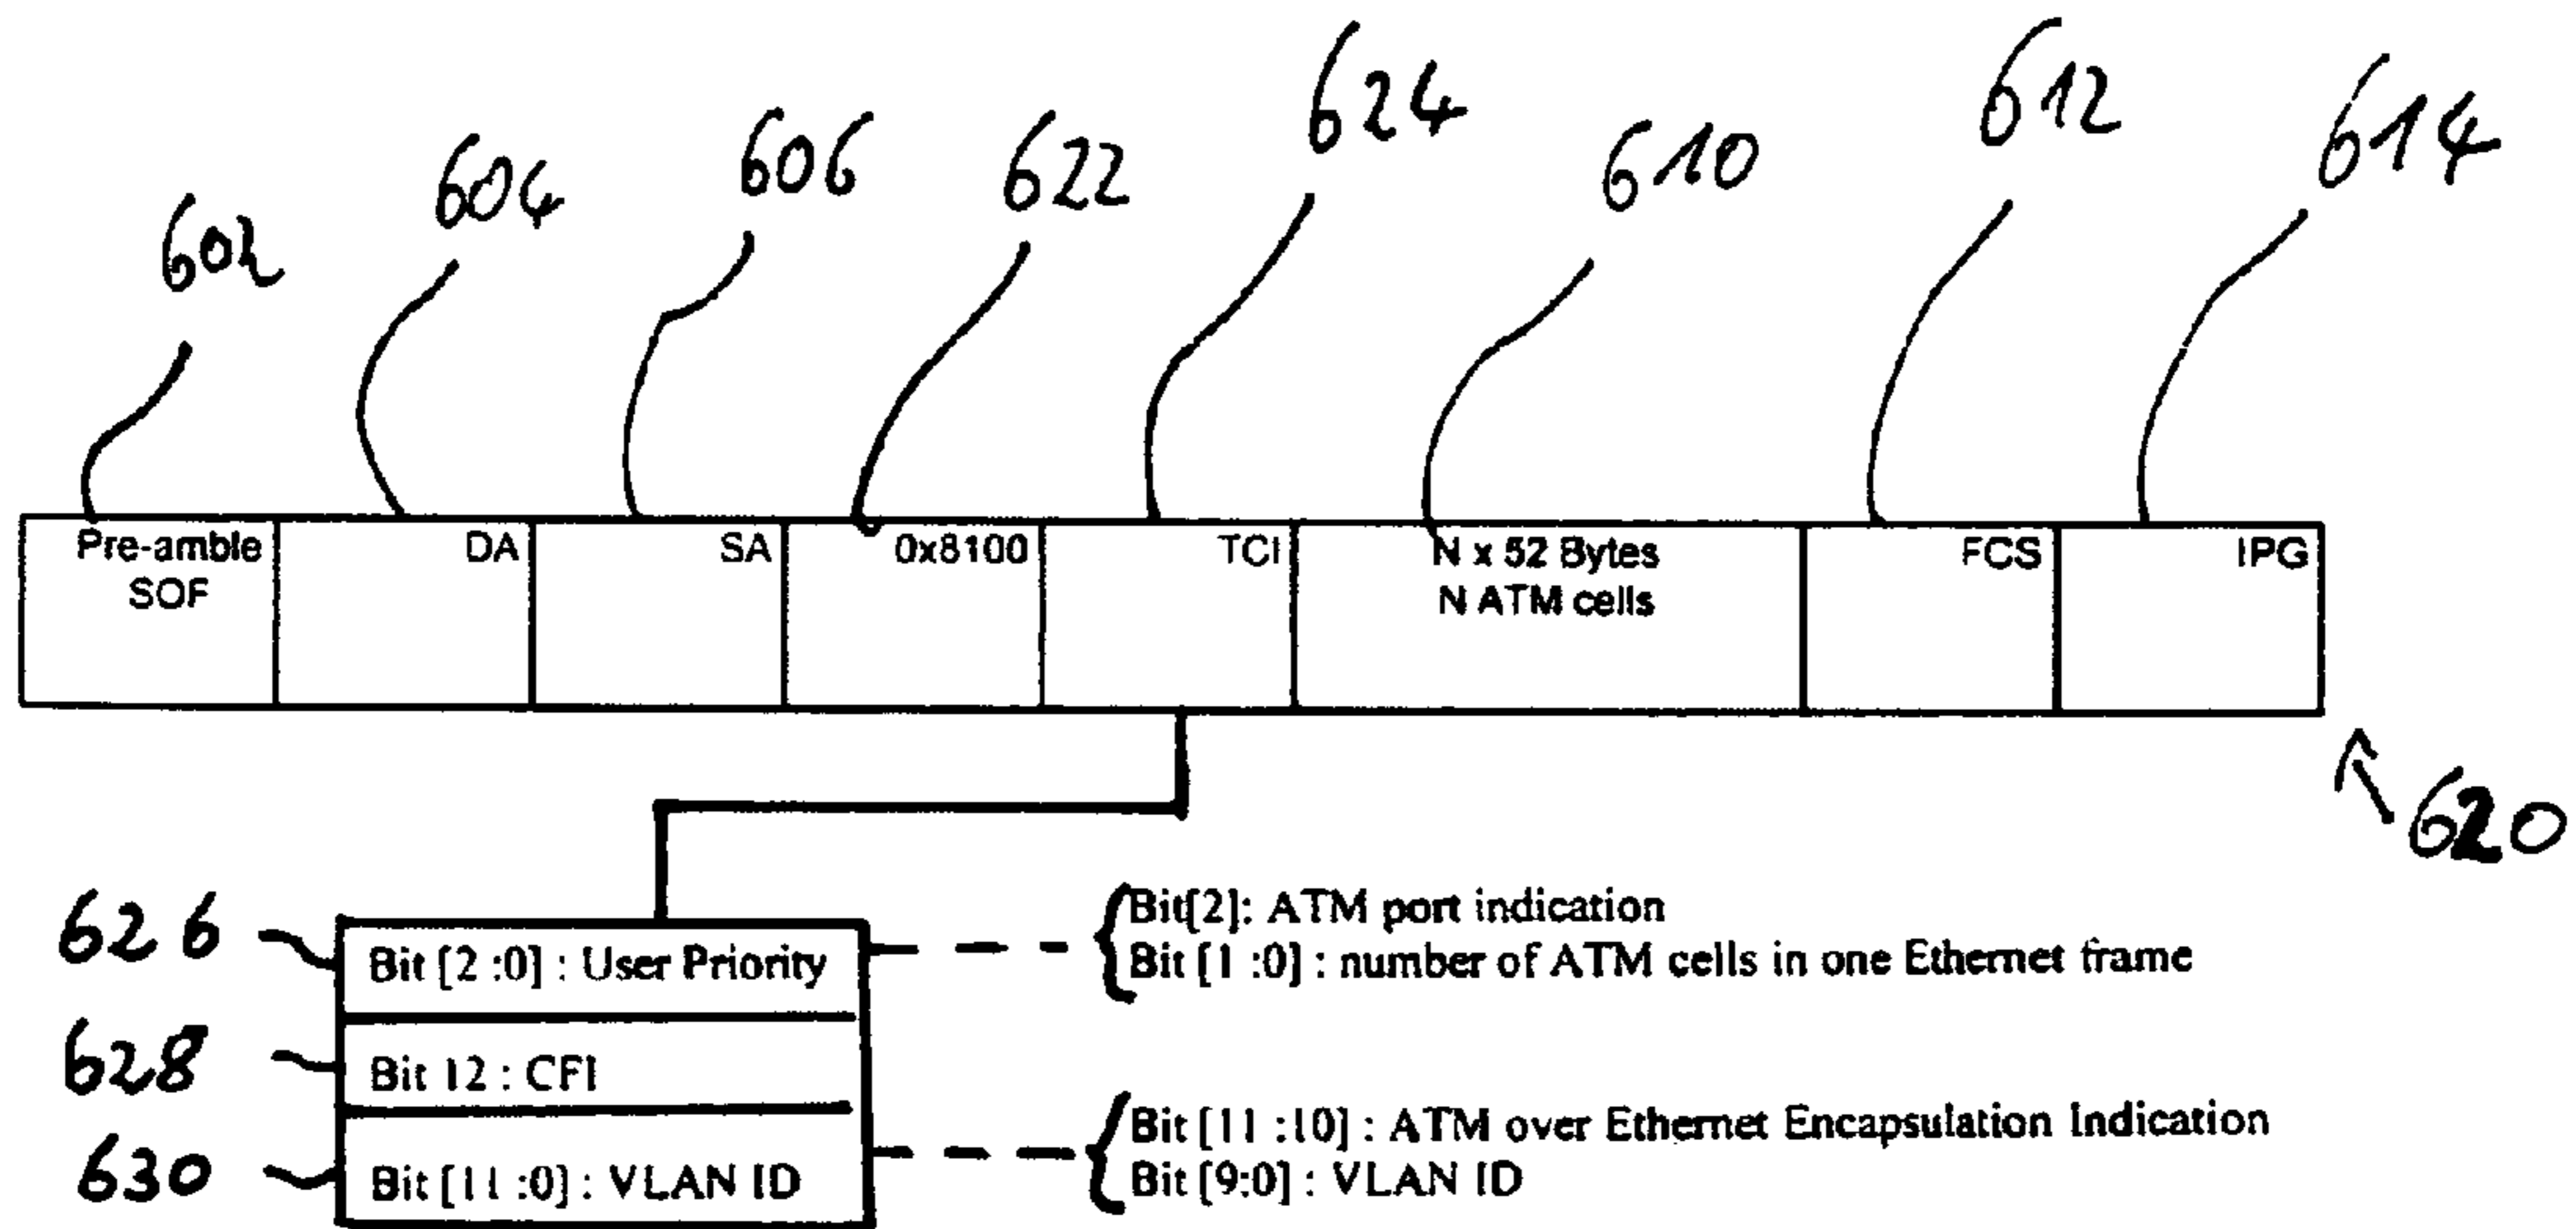 602
604
606
622
624
610
612
614
Pre-amble
SOF
DA
SA
0x8100
TCI
N x 52 Bytes
N ATM cells
FCS
IPG
620
626
Bit [2 :0] : User Priority
Bit[2]: ATM port indication
Bit [1 :0] : number of ATM cells in one Ethernet frame
628
Bit 12 : CFI
630
Bit [11 :0] : VLAN ID
Bit [11 :10] : ATM over Ethernet Encapsulation Indication
Bit [9:0] : VLAN ID